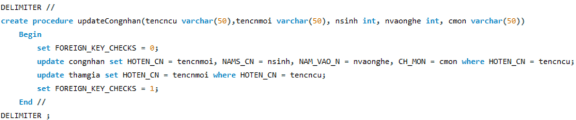 DELIMITER //
create procedure updateCongnhan(tencncu varchar(50),tencnmoi varchar(50), nsinh int, nvaonghe int, cmon varchar(50))
Begin
set FOREIGN_KEY_CHECKS = 0;
update congnhan set HOTEN_CN = tencnmoi, NAMS_CN = nsinh, NAM_VAO_N = nvaonghe, CH_MON = cmon where HOTEN_CN = tencncu;
update thamgia set HOTEN_CN = tencnmoi where HOTEN_CN = tencncu;
set FOREIGN_KEY_CHECKS = 1;
End //
DELIMITER ;